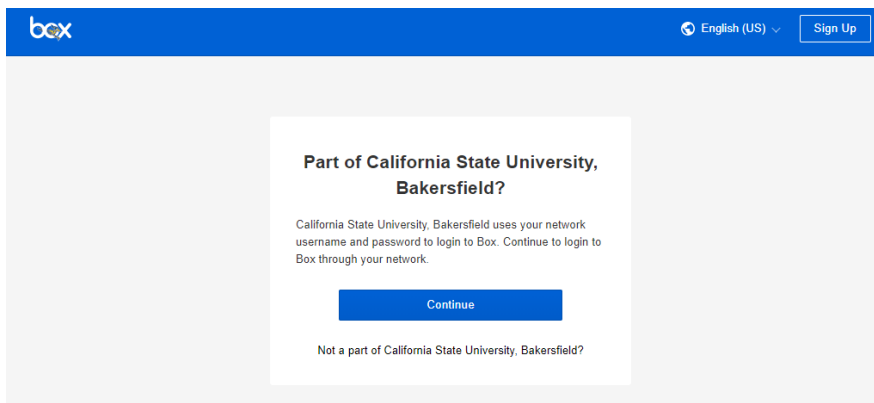 box
English (US)
Sign Up
Part of California State University,
Bakersfield?
California State University, Bakersfield uses your network
username and password to login to Box. Continue to login to
Box through your network.
Continue
Not a part of California State University, Bakersfield?